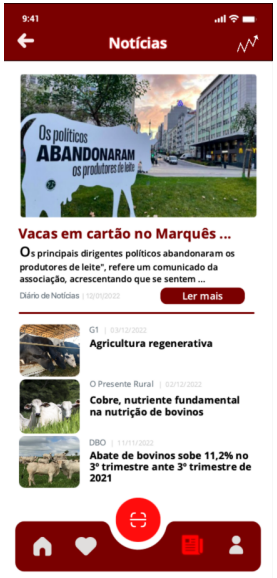 9:41
Notícias
Os políticos
ABANDONARAM
os produtores de leite
Vacas em cartão no Marquês ...
Os principais dirigentes políticos abandonaram os
produtores de leite", refere um comunicado da
associação, acrescentando que se sentem ...
Diário de Notícias | 12/01/2022
Ler mais
G1 | 03/12/2022
Agricultura regenerativa
O Presente Rural | 02/12/2022
Cobre, nutriente fundamental
na nutrição de bovinos
DBO | 11/11/2022
Abate de bovinos sobe 11,2% no
3º trimestre ante 3º trimestre de
2021